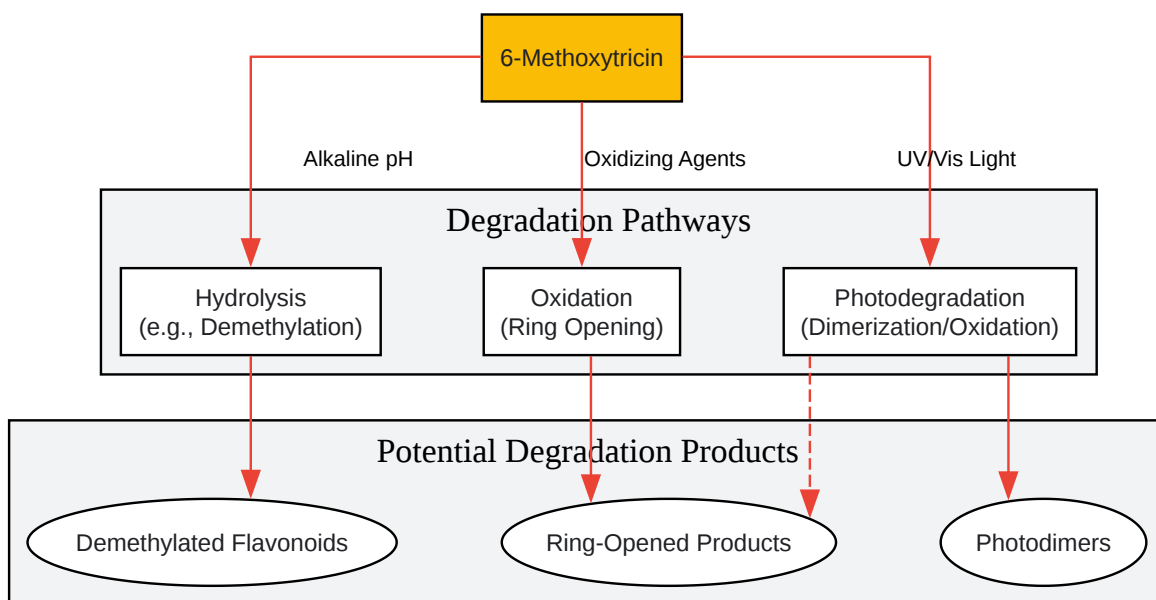 6-Methoxytricin
Alkaline pH
Oxidizing Agents
UV/Vis Light
Degradation Pathways
Hydrolysis
(e.g., Demethylation)
Oxidation
(Ring Opening)
Photodegradation
(Dimerization/Oxidation)
Potential Degradation Products
Demethylated Flavonoids
Ring-Opened Products
Photodimers